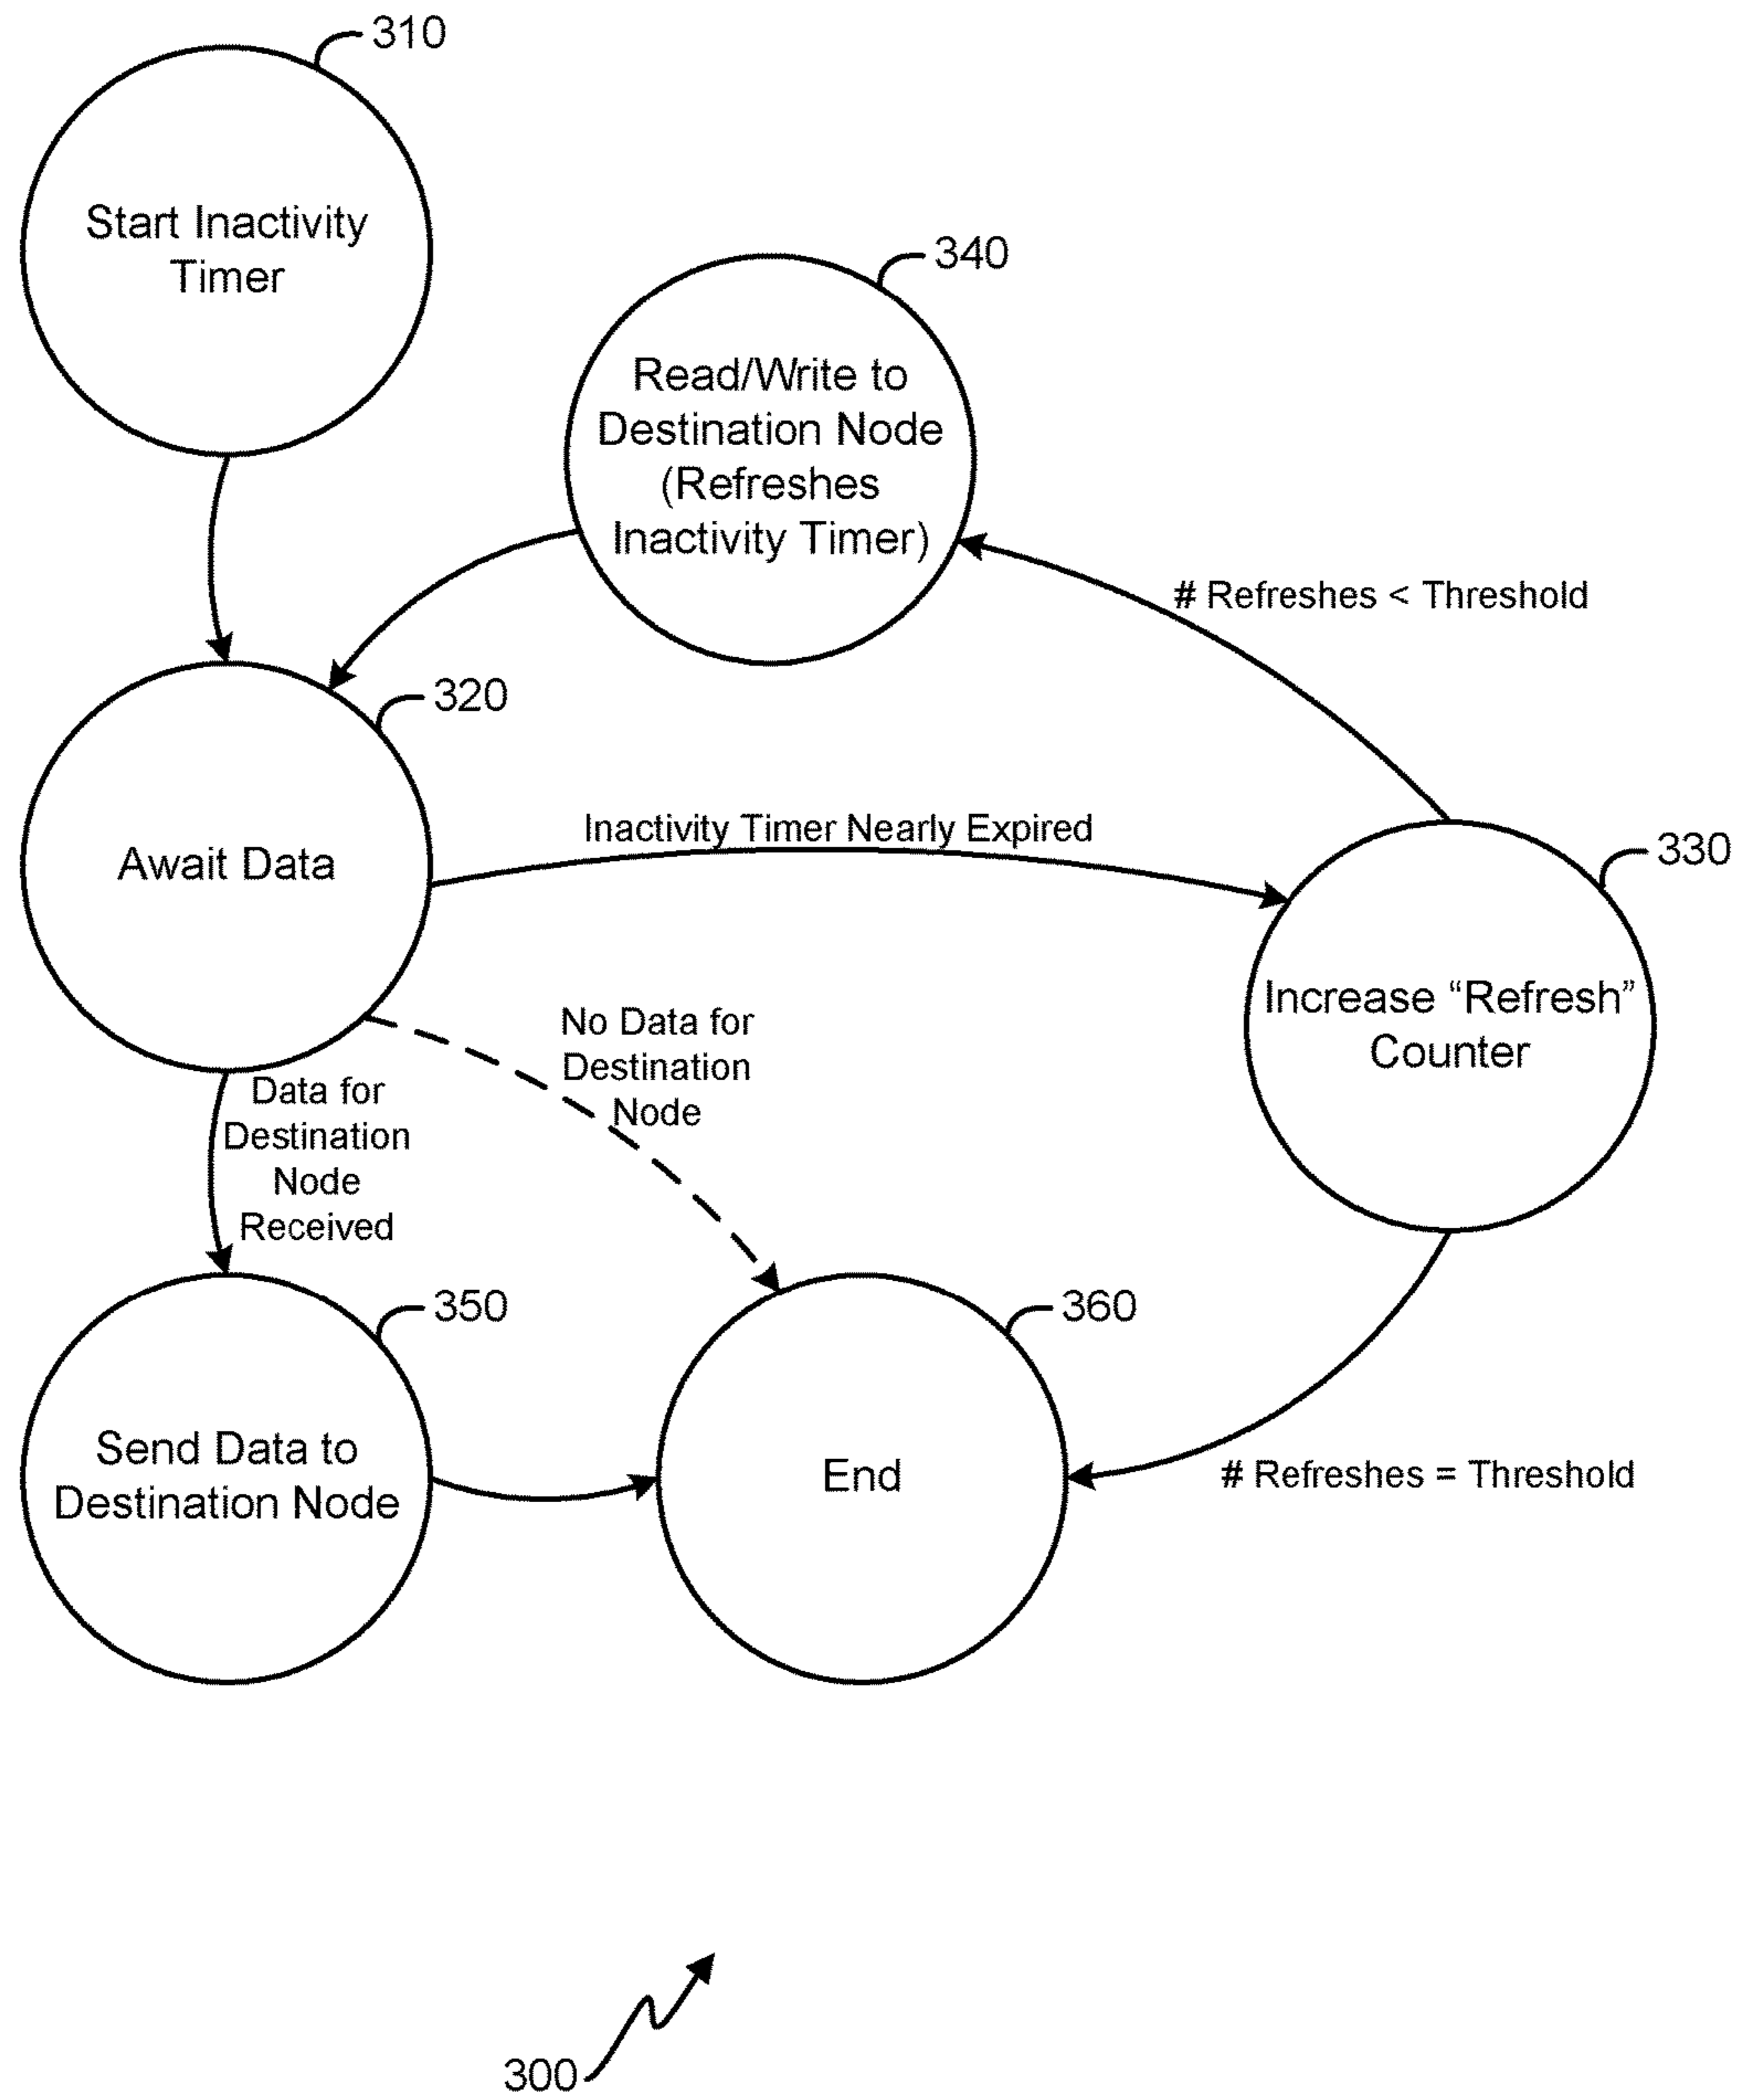 310
Start Inactivity
Timer
340
Read/Write to
Destination Node
(Refreshes
Inactivity Timer)
# Refreshes < Threshold
320
Await Data
Inactivity Timer Nearly Expired
330
Increase “Refresh”
Counter
No Data for
Destination
Node
Data for
Destination
Node
Received
350
Send Data to
Destination Node
360
End
# Refreshes = Threshold
300